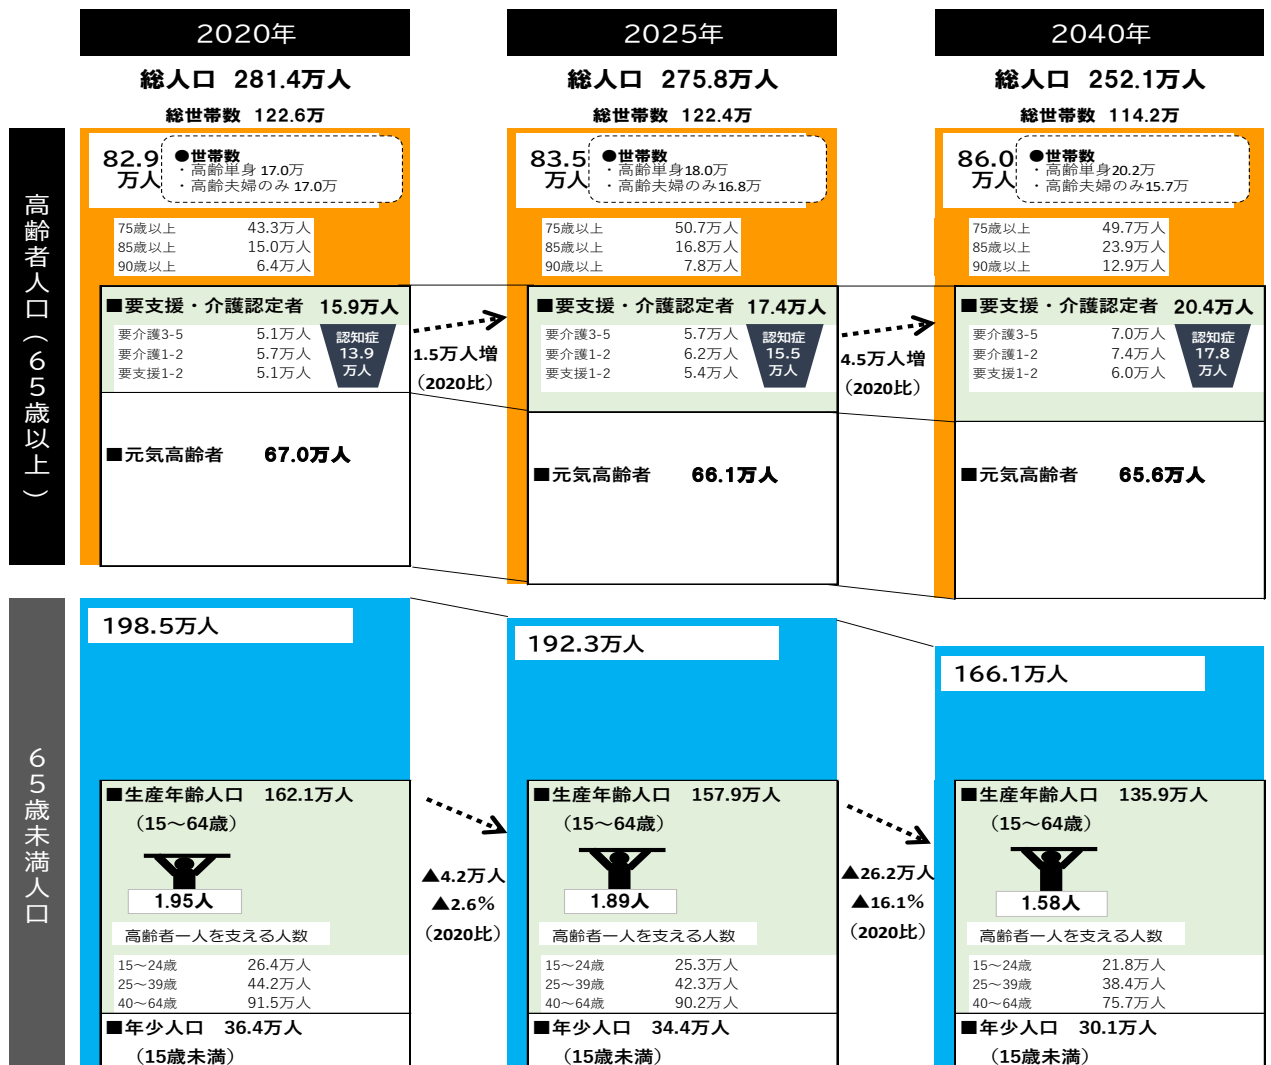 2020年
総人口 281.4万人
総世帯数 122.6万
2025年
総人口 275.8万人
総世帯数 122.4万
2040年
総人口 252.1万人
総世帯数 114.2万
高齢者人口(65歳以上)
82.9
万人
●世帯数
・高齢単身 17.0万
・高齢夫婦のみ 17.0万
75歳以上 43.3万人
85歳以上 15.0万人
90歳以上 6.4万人
■要支援・介護認定者 15.9万人
要介護3-5 5.1万人
要介護1-2 5.7万人
要支援1-2 5.1万人
認知症
13.9
万人
■元気高齢者 67.0万人
1.5万人増
(2020比)
83.5
万人
●世帯数
・高齢単身18.0万
・高齢夫婦のみ16.8万
75歳以上 50.7万人
85歳以上 16.8万人
90歳以上 7.8万人
■要支援・介護認定者 17.4万人
要介護3-5 5.7万人
要介護1-2 6.2万人
要支援1-2 5.4万人
認知症
15.5
万人
■元気高齢者 66.1万人
4.5万人増
(2020比)
86.0
万人
●世帯数
・高齢単身20.2万
・高齢夫婦のみ15.7万
75歳以上 49.7万人
85歳以上 23.9万人
90歳以上 12.9万人
■要支援・介護認定者 20.4万人
要介護3-5 7.0万人
要介護1-2 7.4万人
要支援1-2 6.0万人
認知症
17.8
万人
■元気高齢者 65.6万人
65歳未満人口
198.5万人
■生産年齢人口 162.1万人
(15~64歳)
1.95人
高齢者一人を支える人数
15~24歳 26.4万人
25~39歳 44.2万人
40~64歳 91.5万人
■年少人口 36.4万人
(15歳未満)
▲4.2万人
▲2.6%
(2020比)
192.3万人
■生産年齢人口 157.9万人
(15~64歳)
1.89人
高齢者一人を支える人数
15~24歳 25.3万人
25~39歳 42.3万人
40~64歳 90.2万人
■年少人口 34.4万人
(15歳未満)
▲26.2万人
▲16.1%
(2020比)
166.1万人
■生産年齢人口 135.9万人
(15~64歳)
1.58人
高齢者一人を支える人数
15~24歳 21.8万人
25~39歳 38.4万人
40~64歳 75.7万人
■年少人口 30.1万人
(15歳未満)